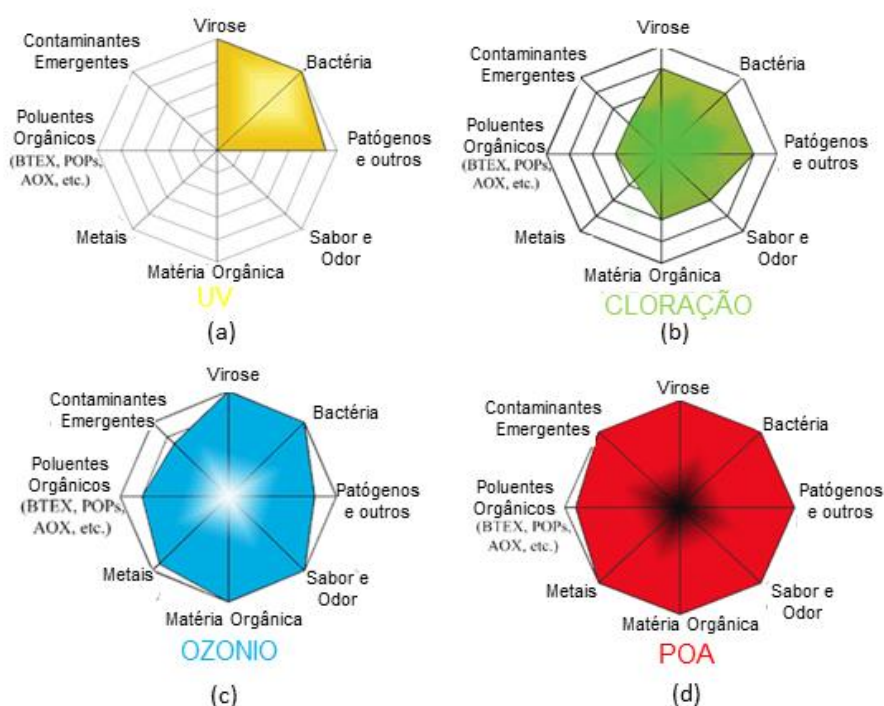 Virose
Contaminantes
Emergentes
Bactéria
Poluentes
Orgânicos
(BTEX, POPs,
AOX, etc.)
Patógenos
e outros
Metais
Sabor e
Odor
Matéria Orgânica
UV
(a)
Virose
Contaminantes
Emergentes
Bactéria
Poluentes
Orgânicos
(BTEX, POPs,
AOX, etc.)
Patógenos
e outros
Metais
Sabor e
Odor
Matéria Orgânica
CLORAÇÃO
(b)
Virose
Contaminantes
Emergentes
Bactéria
Poluentes
Orgânicos
(BTEX, POPs,
AOX, etc.)
Patógenos
e outros
Metais
Sabor e
Odor
Matéria Orgânica
OZONIO
(c)
Virose
Contaminantes
Emergentes
Bactéria
Poluentes
Orgânicos
(BTEX, POPs,
AOX, etc.)
Patógenos
e outros
Metais
Sabor e
Odor
Matéria Orgânica
POA
(d)